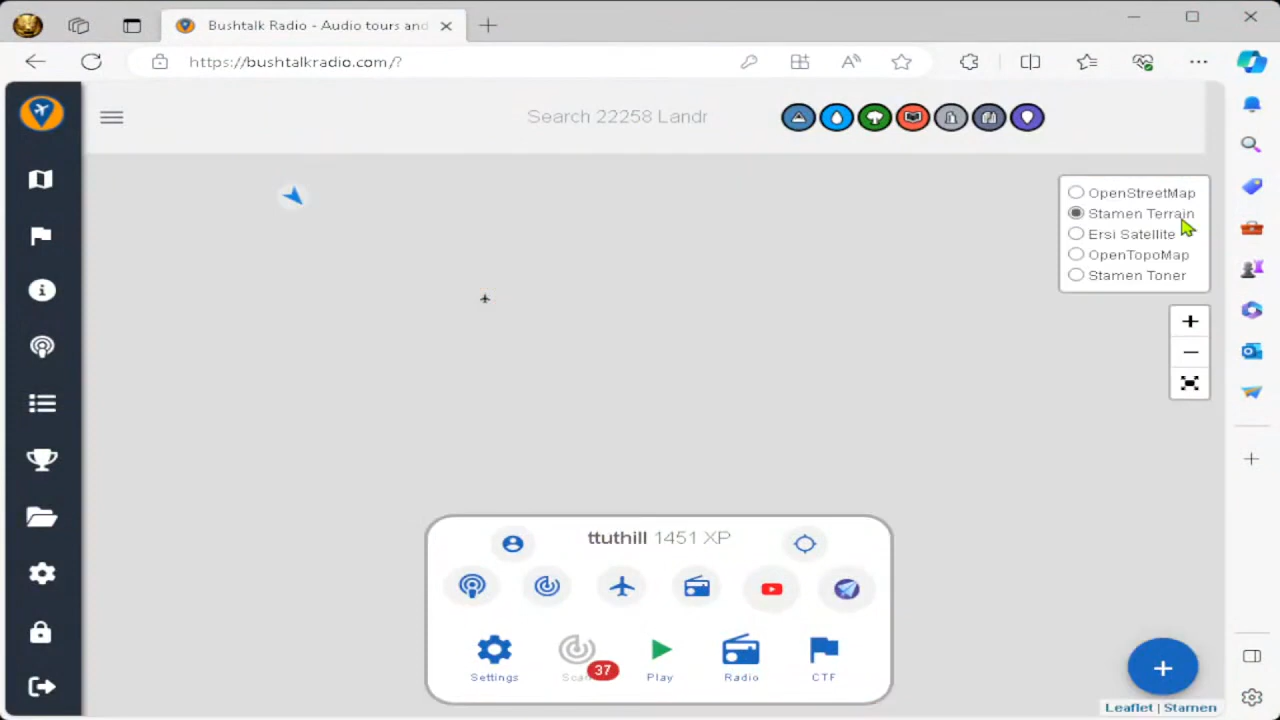 Bushtalk Radio - Audio tours and
https://bushtalkradio.com/?
Search 22258 Landr
OpenStreetMap
Stamen Terrain
Ersi Satellite
OpenTopoMap
Stamen Toner
+
−
ttuthill 1451 XP
37
Settings
Scan
Play
Radio
CTF
+
Leaflet | Stamen